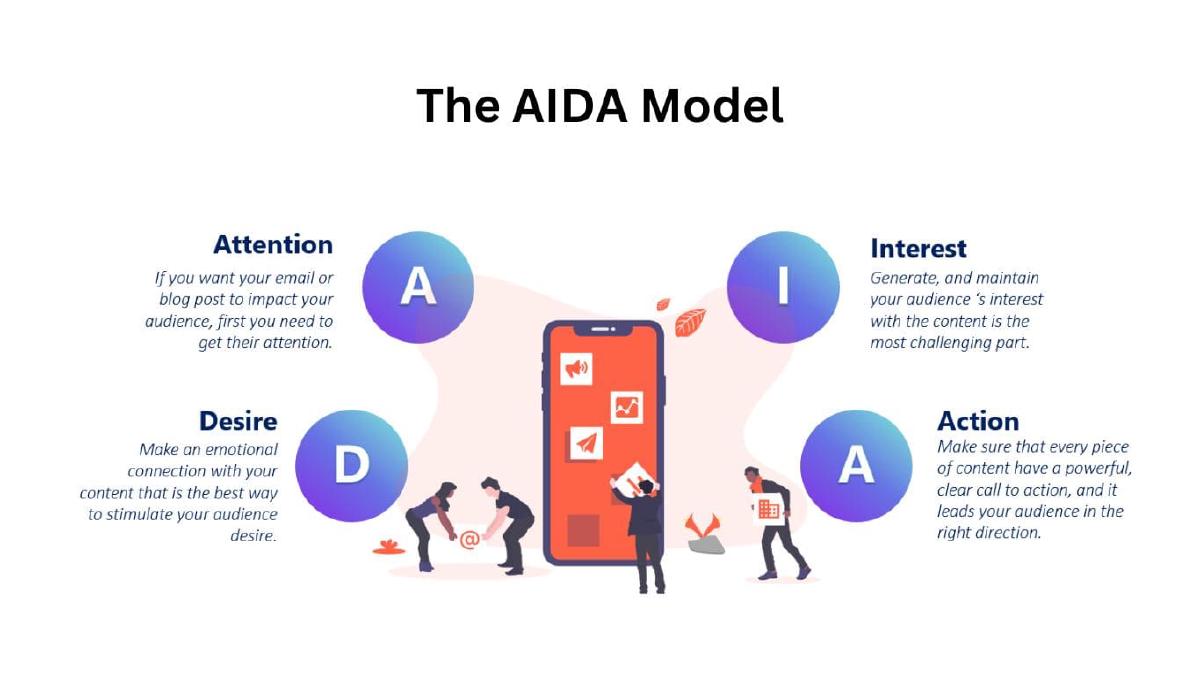 The AIDA Model
Attention
If you want your email or
blog post to impact your
audience, first you need to
get their attention.
A
I
Interest
Generate, and maintain
your audience ‘s interest
with the content is the
most challenging part.
Desire
Make an emotional
connection with your
content that is the best way
to stimulate your audience
desire.
D
@
A
Action
Make sure that every piece
of content have a powerful,
clear call to action, and it
leads your audience in the
right direction.